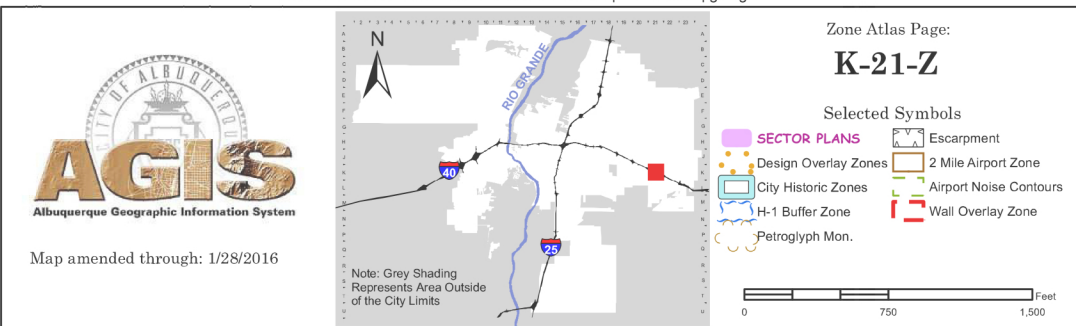 CITY OF ALBUQUERQUE
AGIS
Albuquerque Geographic Information System
Map amended through: 1/28/2016
N
RIO GRANDE
40
25
Note: Grey Shading
Represents Area Outside
of the City Limits
Zone Atlas Page:
K-21-Z
Selected Symbols
SECTOR PLANS
Escarpment
Design Overlay Zones
2 Mile Airport Zone
City Historic Zones
Airport Noise Contours
H-1 Buffer Zone
Wall Overlay Zone
Petroglyph Mon.
Feet
0 750 1,500